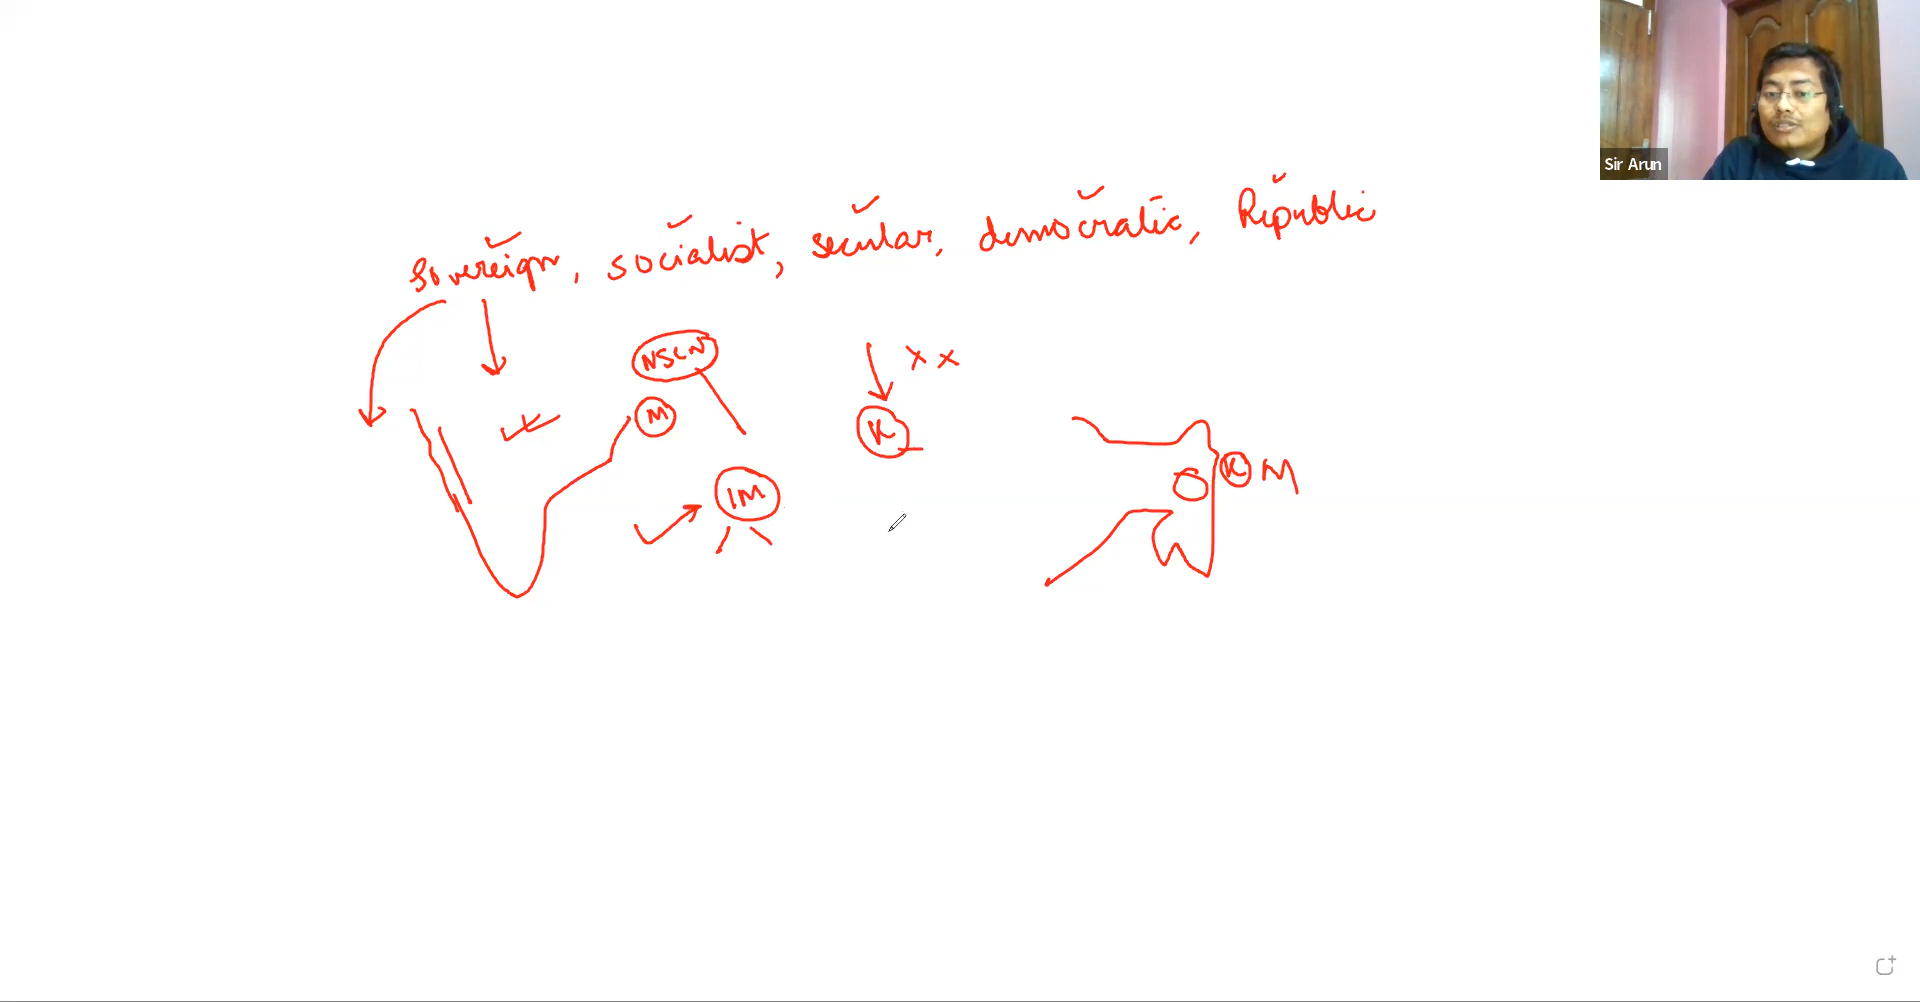 Sir Arun
Sovereign, socialist, secular, democratic, Republic
NSCN
M
K
x x
IM
K M